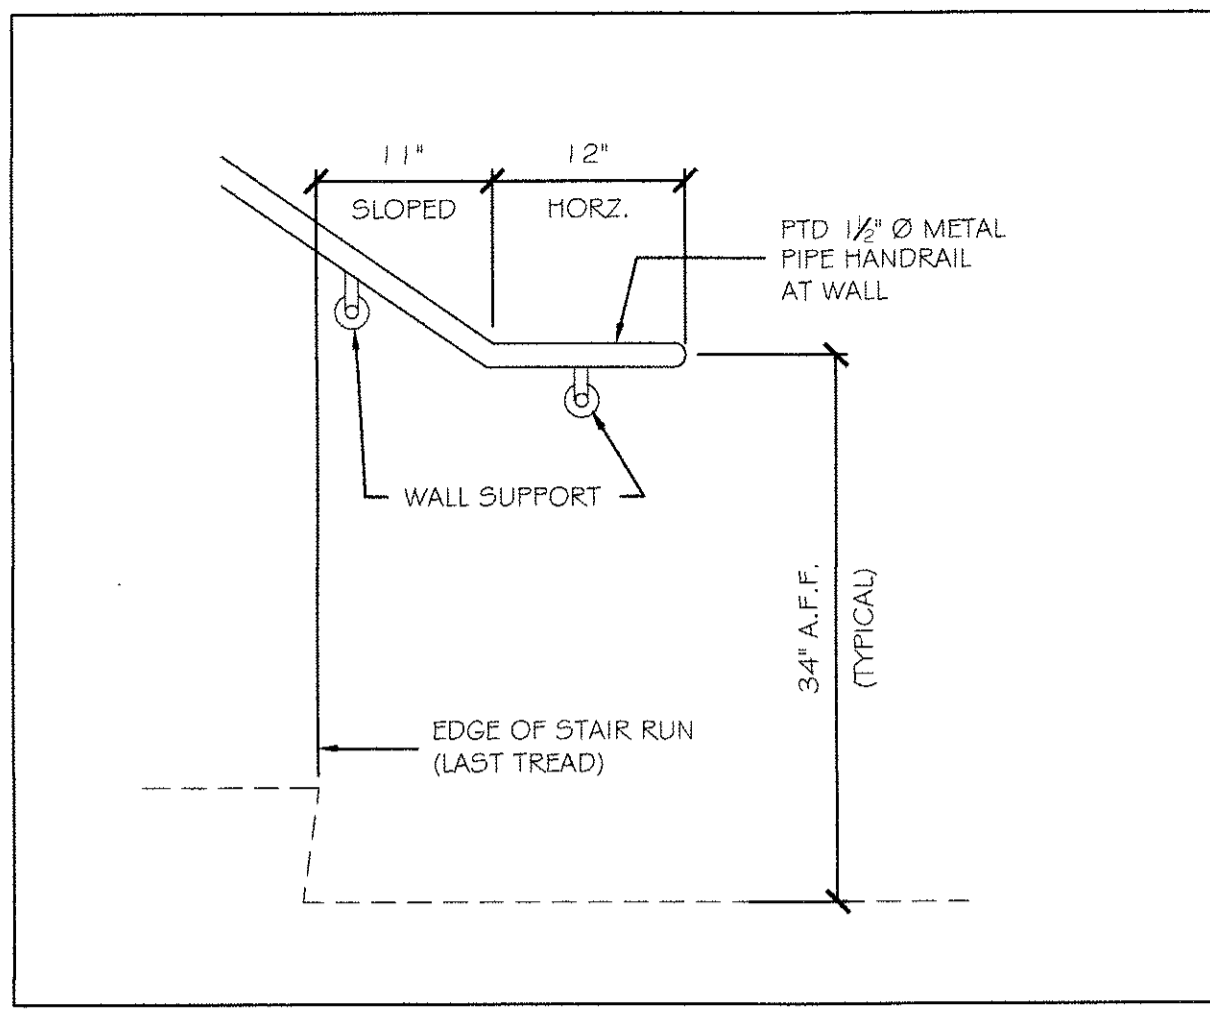 11"
12"
SLOPED
HORZ.
PTD 1½" Ø METAL
PIPE HANDRAIL
AT WALL
WALL SUPPORT
34" A.F.F.
(TYPICAL)
EDGE OF STAIR RUN
(LAST TREAD)